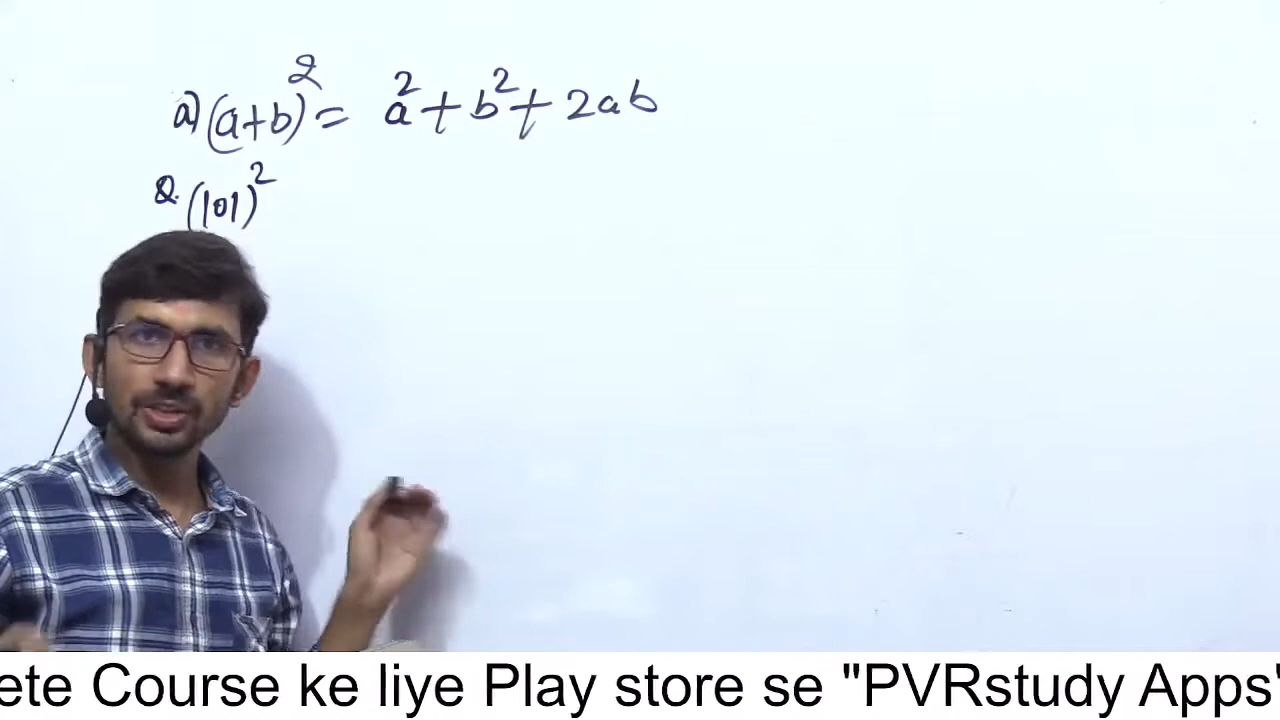 a) (a+b)² = a² + b² + 2ab
Q. (101)²
ete Course ke liye Play store se "PVRstudy Apps"